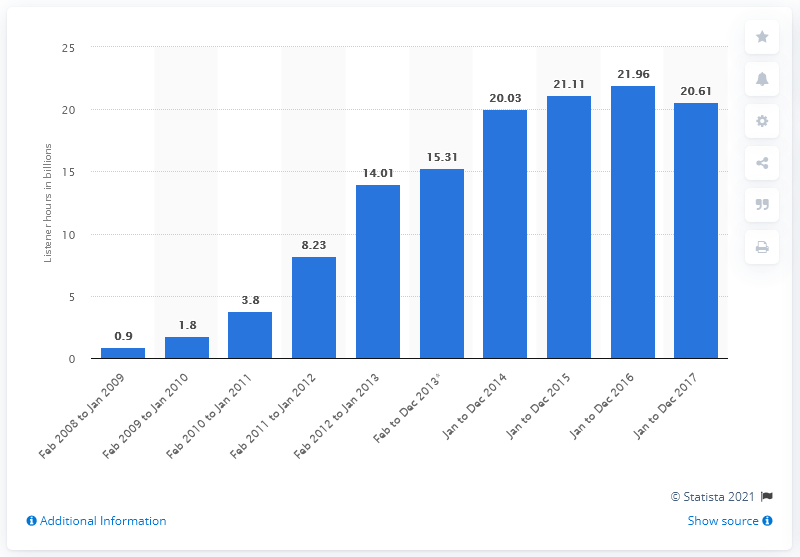 Listener hours in billions
25
20
15
10
5
0
0.9
1.8
3.8
8.23
14.01
15.31
20.03
21.11
21.96
20.61
Feb 2008 to Jan 2009
Feb 2009 to Jan 2010
Feb 2010 to Jan 2011
Feb 2011 to Jan 2012
Feb 2012 to Jan 2013
Feb to Dec 2013*
Jan to Dec 2014
Jan to Dec 2015
Jan to Dec 2016
Jan to Dec 2017
© Statista 2021
Additional Information
Show source